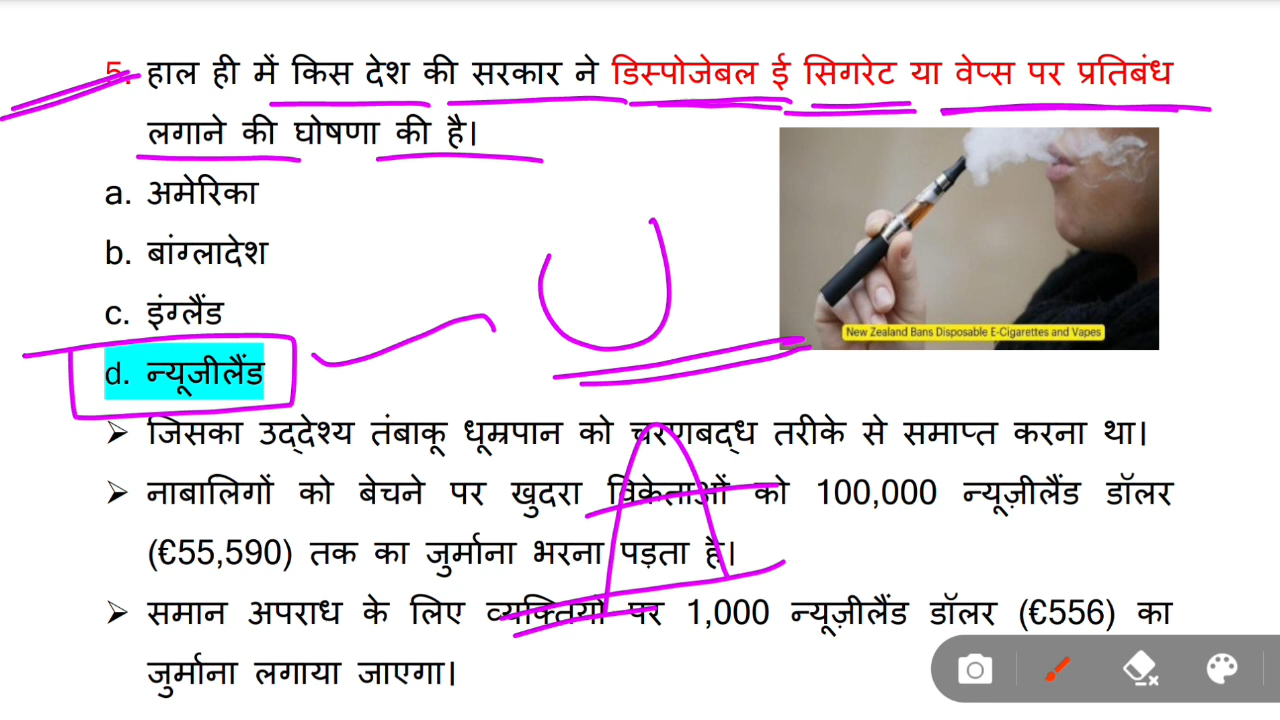 5. हाल ही में किस देश की सरकार ने डिस्पोजेबल ई सिगरेट या वेप्स पर प्रतिबंध
लगाने की घोषणा की है।
a. अमेरिका
b. बांग्लादेश
c. इंग्लैंड
New Zealand Bans Disposable E-Cigarettes and Vapes
d. न्यूजीलैंड
➢ जिसका उद्देश्य तंबाकू धूम्रपान को चरणबद्ध तरीके से समाप्त करना था।
➢ नाबालिगों को बेचने पर खुदरा विक्रेताओं को 100,000 न्यूज़ीलैंड डॉलर
(€55,590) तक का जुर्माना भरना पड़ता है।
➢ समान अपराध के लिए व्यक्तियों पर 1,000 न्यूज़ीलैंड डॉलर (€556) का
जुर्माना लगाया जाएगा।
U
A